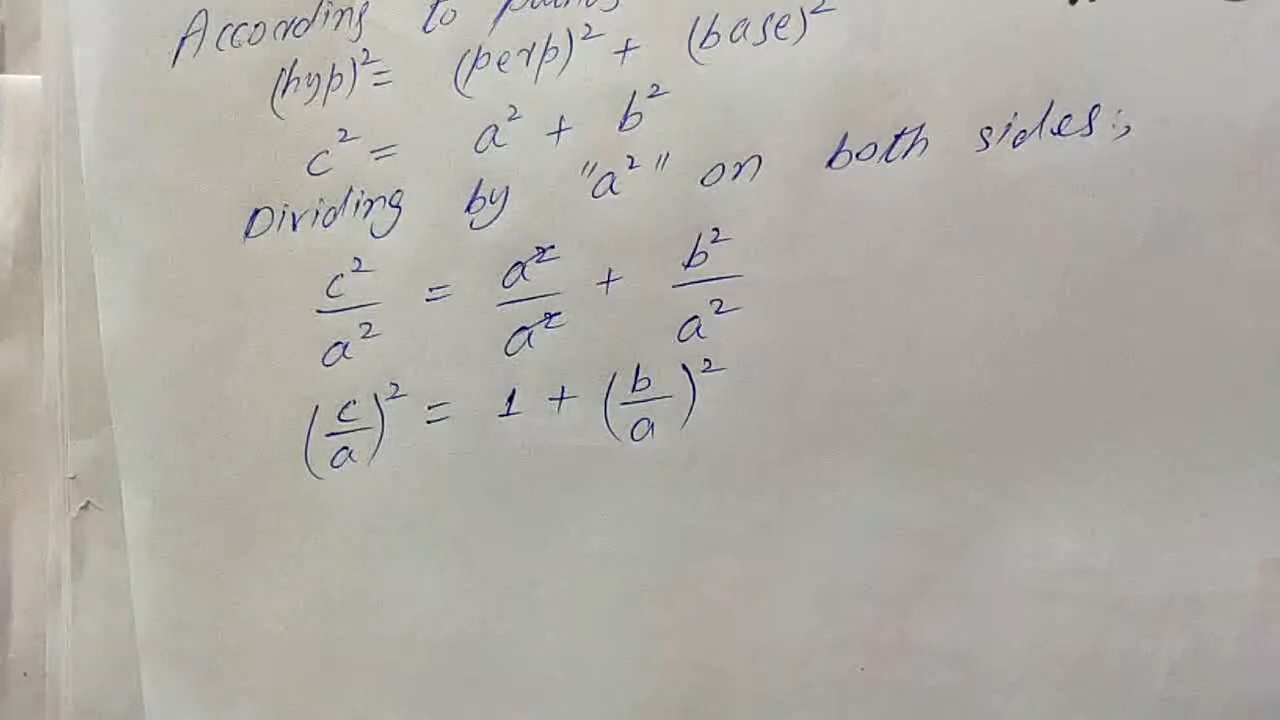 According to
(hyp)² = (perp)² + (base)²
c² = a² + b²
Dividing by "a²" on both sides:,
c²/a² = a²/a² + b²/a²
(c/a)² = 1 + (b/a)²